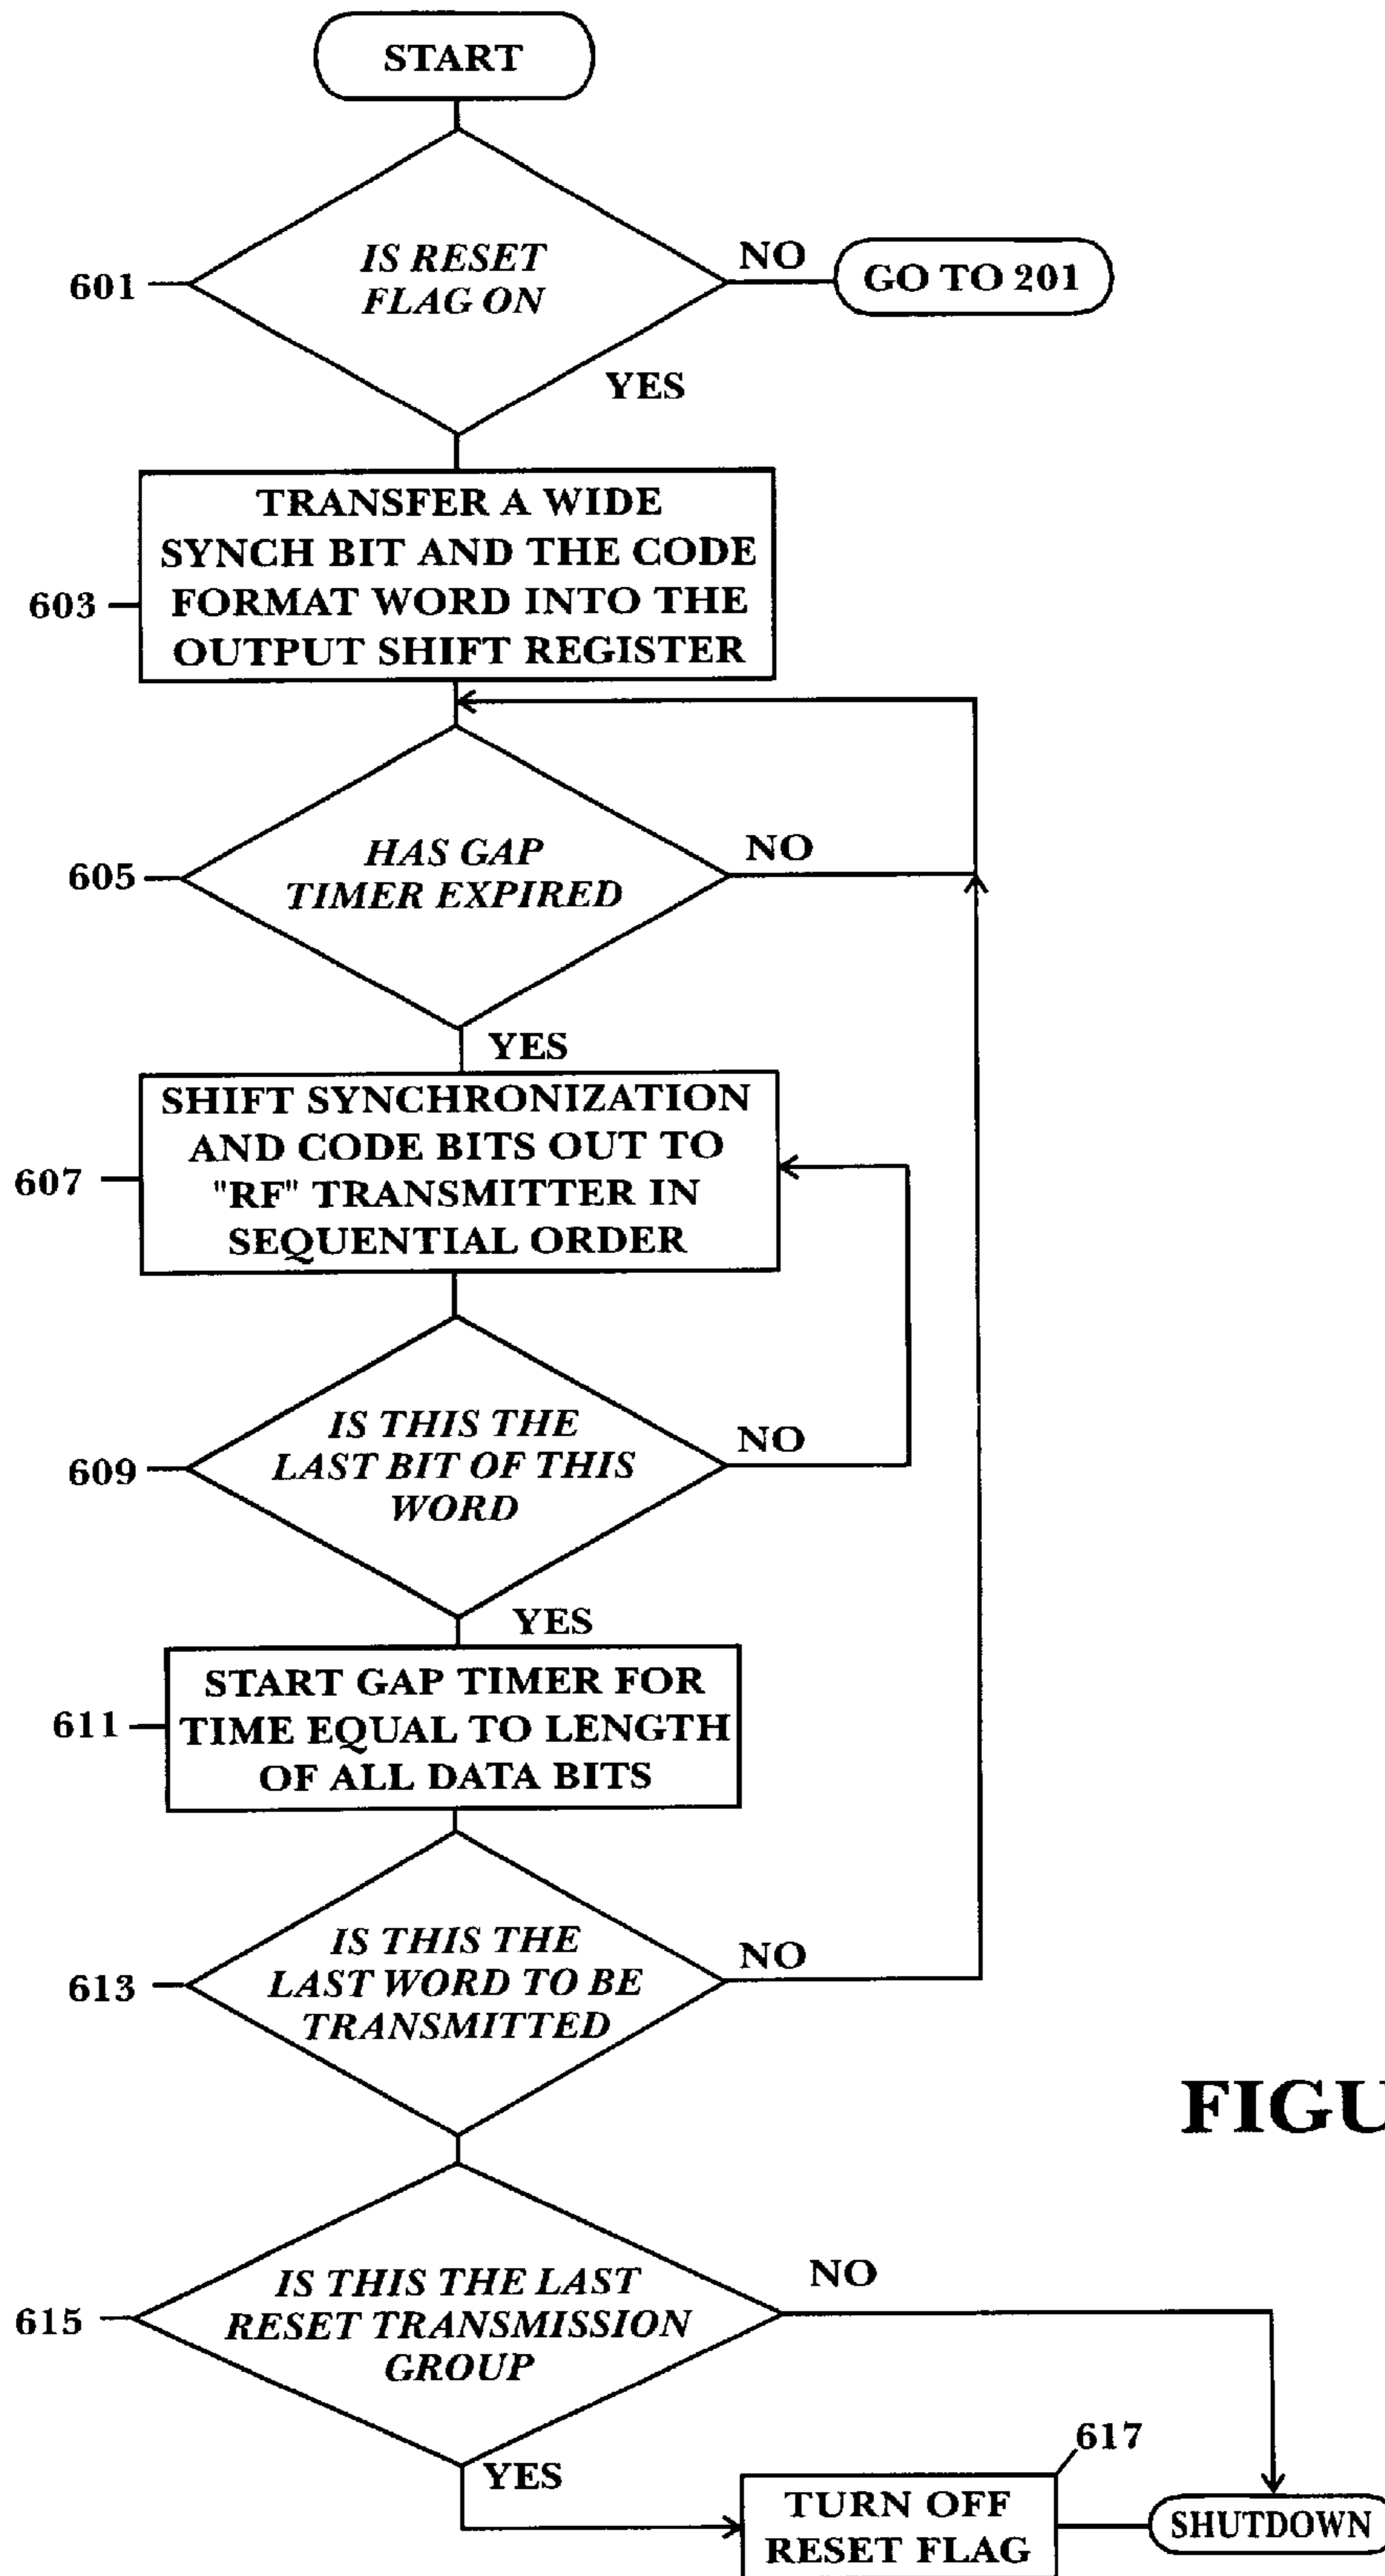 START
601
IS RESET
FLAG ON
NO
GO TO 201
YES
603
TRANSFER A WIDE
SYNCH BIT AND THE CODE
FORMAT WORD INTO THE
OUTPUT SHIFT REGISTER
605
HAS GAP
TIMER EXPIRED
NO
YES
607
SHIFT SYNCHRONIZATION
AND CODE BITS OUT TO
"RF" TRANSMITTER IN
SEQUENTIAL ORDER
609
IS THIS THE
LAST BIT OF THIS
WORD
NO
YES
611
START GAP TIMER FOR
TIME EQUAL TO LENGTH
OF ALL DATA BITS
613
IS THIS THE
LAST WORD TO BE
TRANSMITTED
NO
FIGU
615
IS THIS THE LAST
RESET TRANSMISSION
GROUP
NO
YES
617
TURN OFF
RESET FLAG
SHUTDOWN